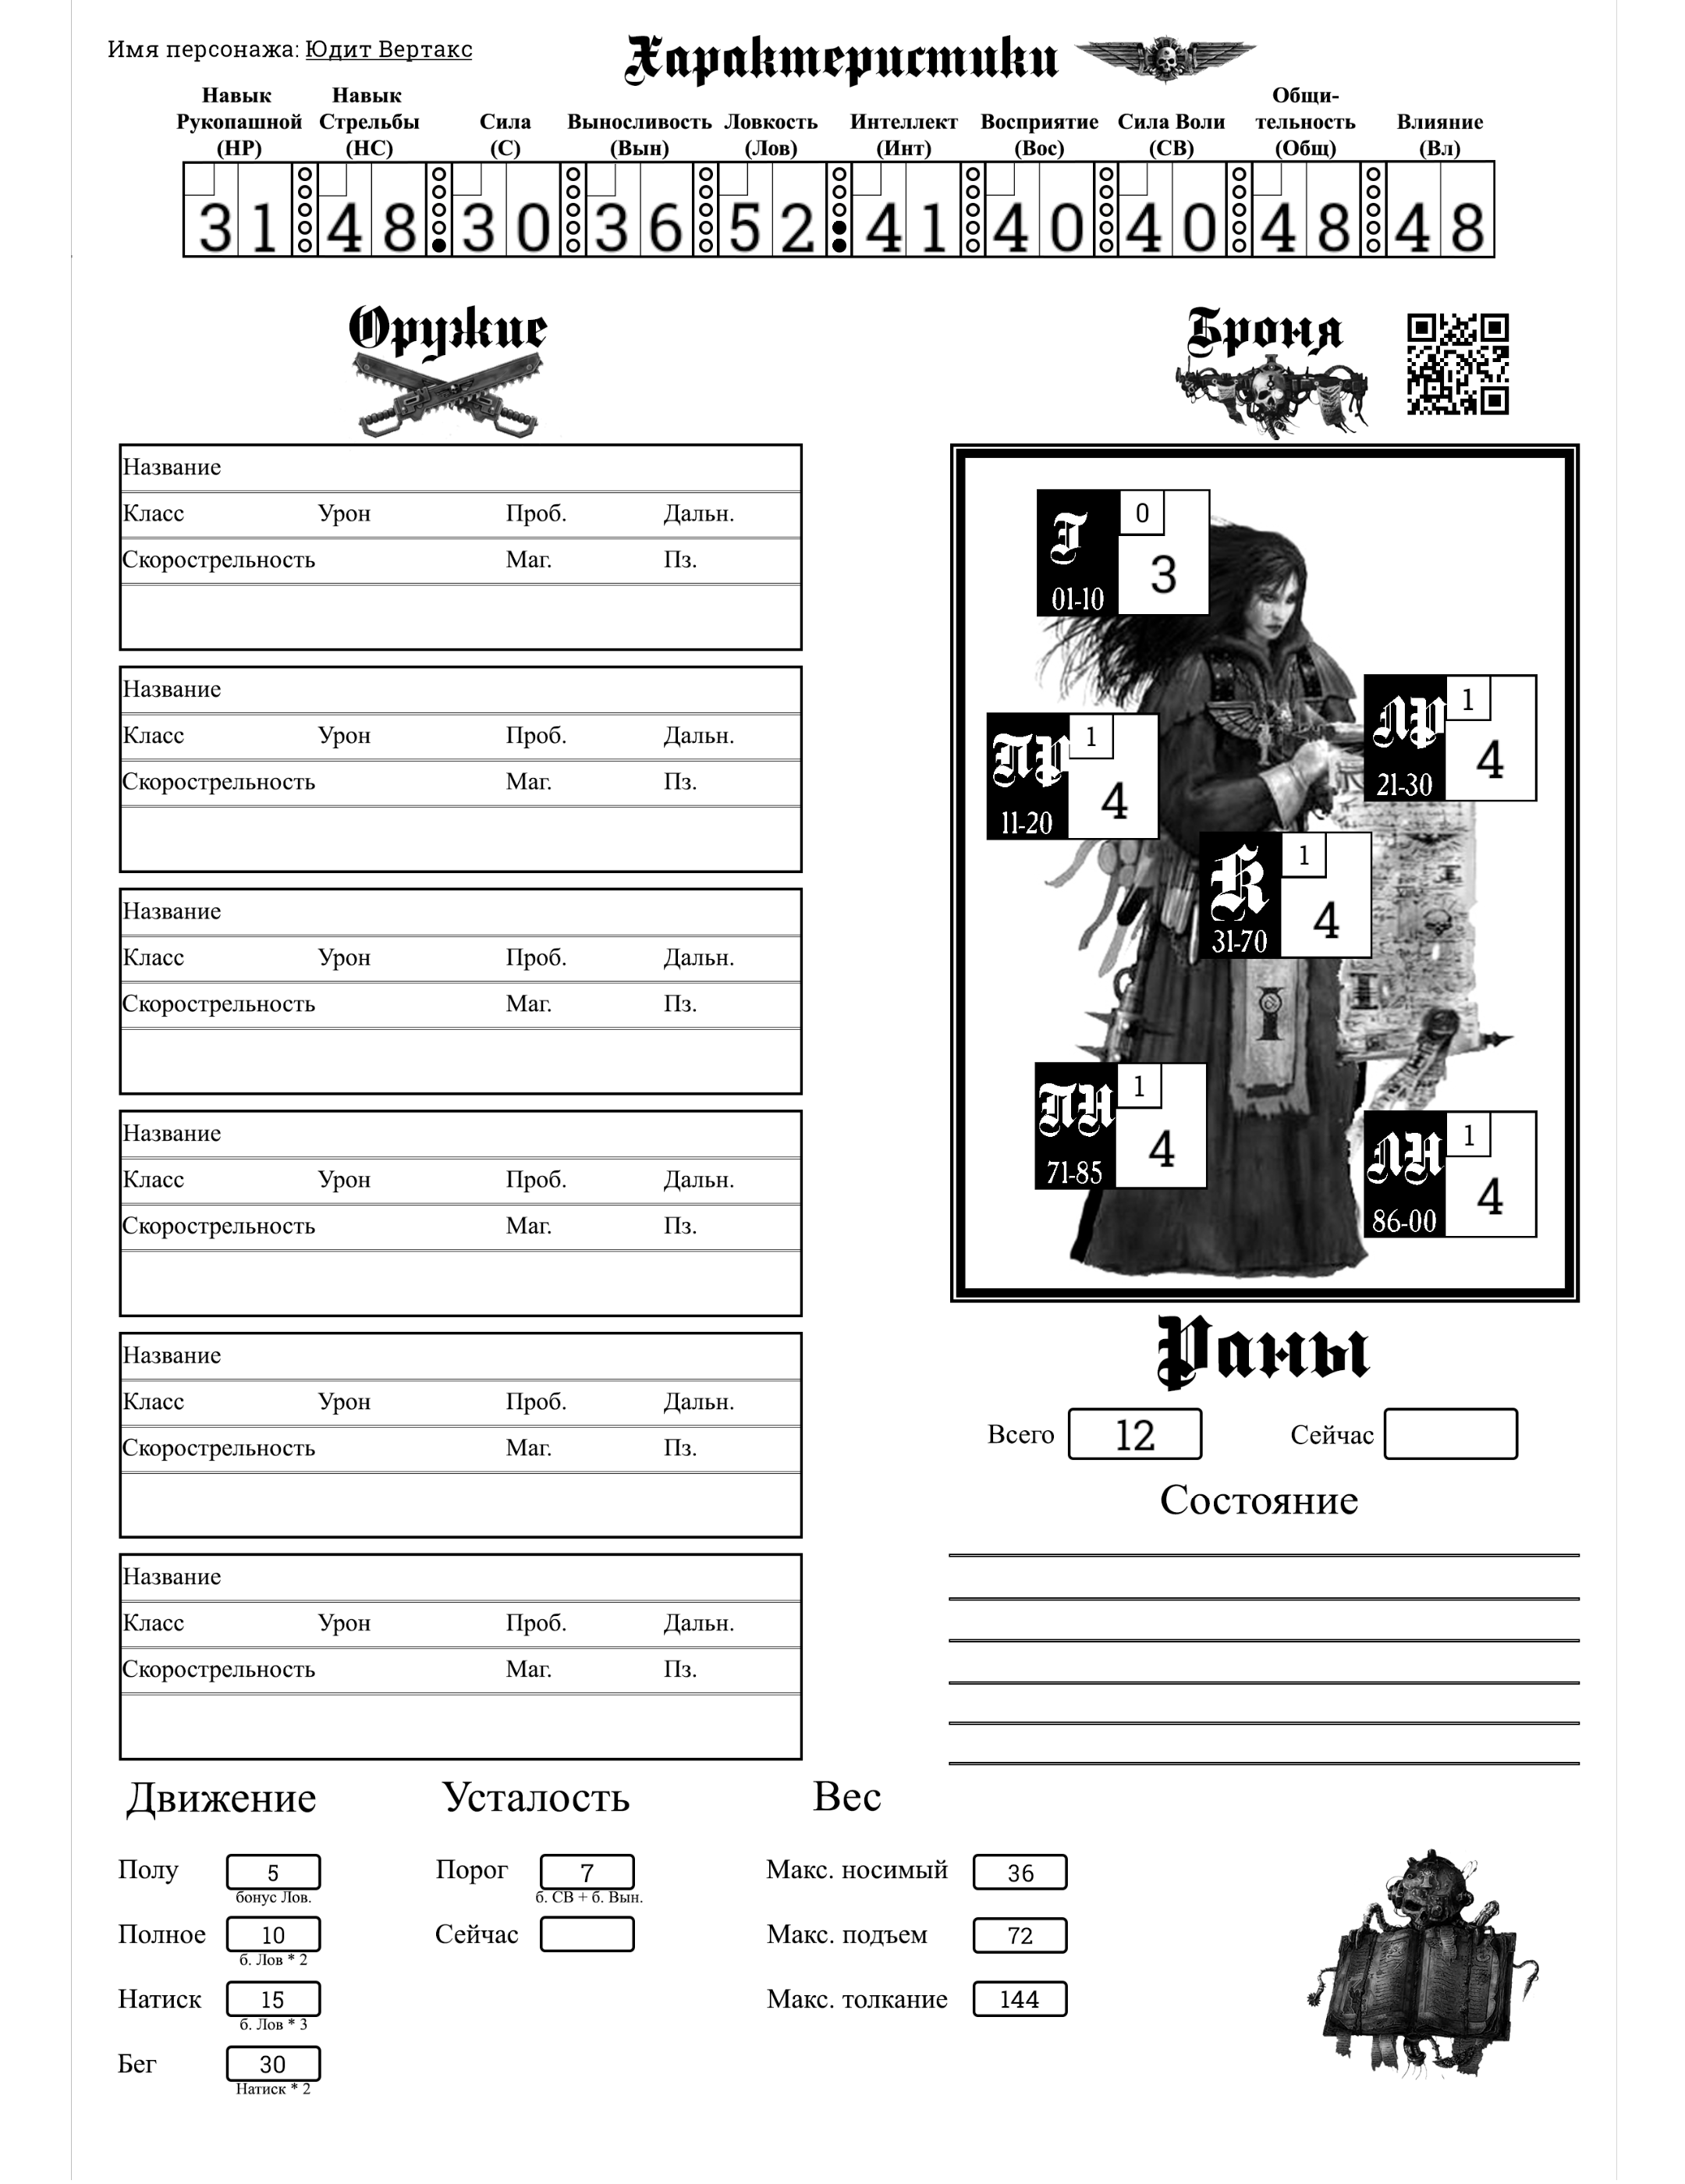 Имя персонажа: Юдит Вертакс
Характеристики
Навык Рукопашной (НР)
Навык Стрельбы (НС)
Сила (С)
Выносливость (Вын)
Ловкость (Лов)
Интеллект (Инт)
Восприятие (Вос)
Сила Воли (СВ)
Общи-тельность (Общ)
Влияние (Вл)
31 48 30 36 52 41 40 40 48 48
Оружие
Броня
Название
Класс Урон Проб. Дальн.
Скорострельность Маг. Пз.
Название
Класс Урон Проб. Дальн.
Скорострельность Маг. Пз.
Название
Класс Урон Проб. Дальн.
Скорострельность Маг. Пз.
Название
Класс Урон Проб. Дальн.
Скорострельность Маг. Пз.
Название
Класс Урон Проб. Дальн.
Скорострельность Маг. Пз.
Название
Класс Урон Проб. Дальн.
Скорострельность Маг. Пз.
Г 0
01-10 3
ЛР 1
21-30 4
ПР 1
11-20 4
К 1
31-70 4
ПН 1
71-85 4
ЛН 1
86-00 4
Раны
Всего 12 Сейчас
Состояние
Движение
Полу 5
бонус Лов.
Полное 10
б. Лов * 2
Натиск 15
б. Лов * 3
Бег 30
Натиск * 2
Усталость
Порог 7
б. СВ + б. Вын.
Сейчас
Вес
Макс. носимый 36
Макс. подъем 72
Макс. толкание 144